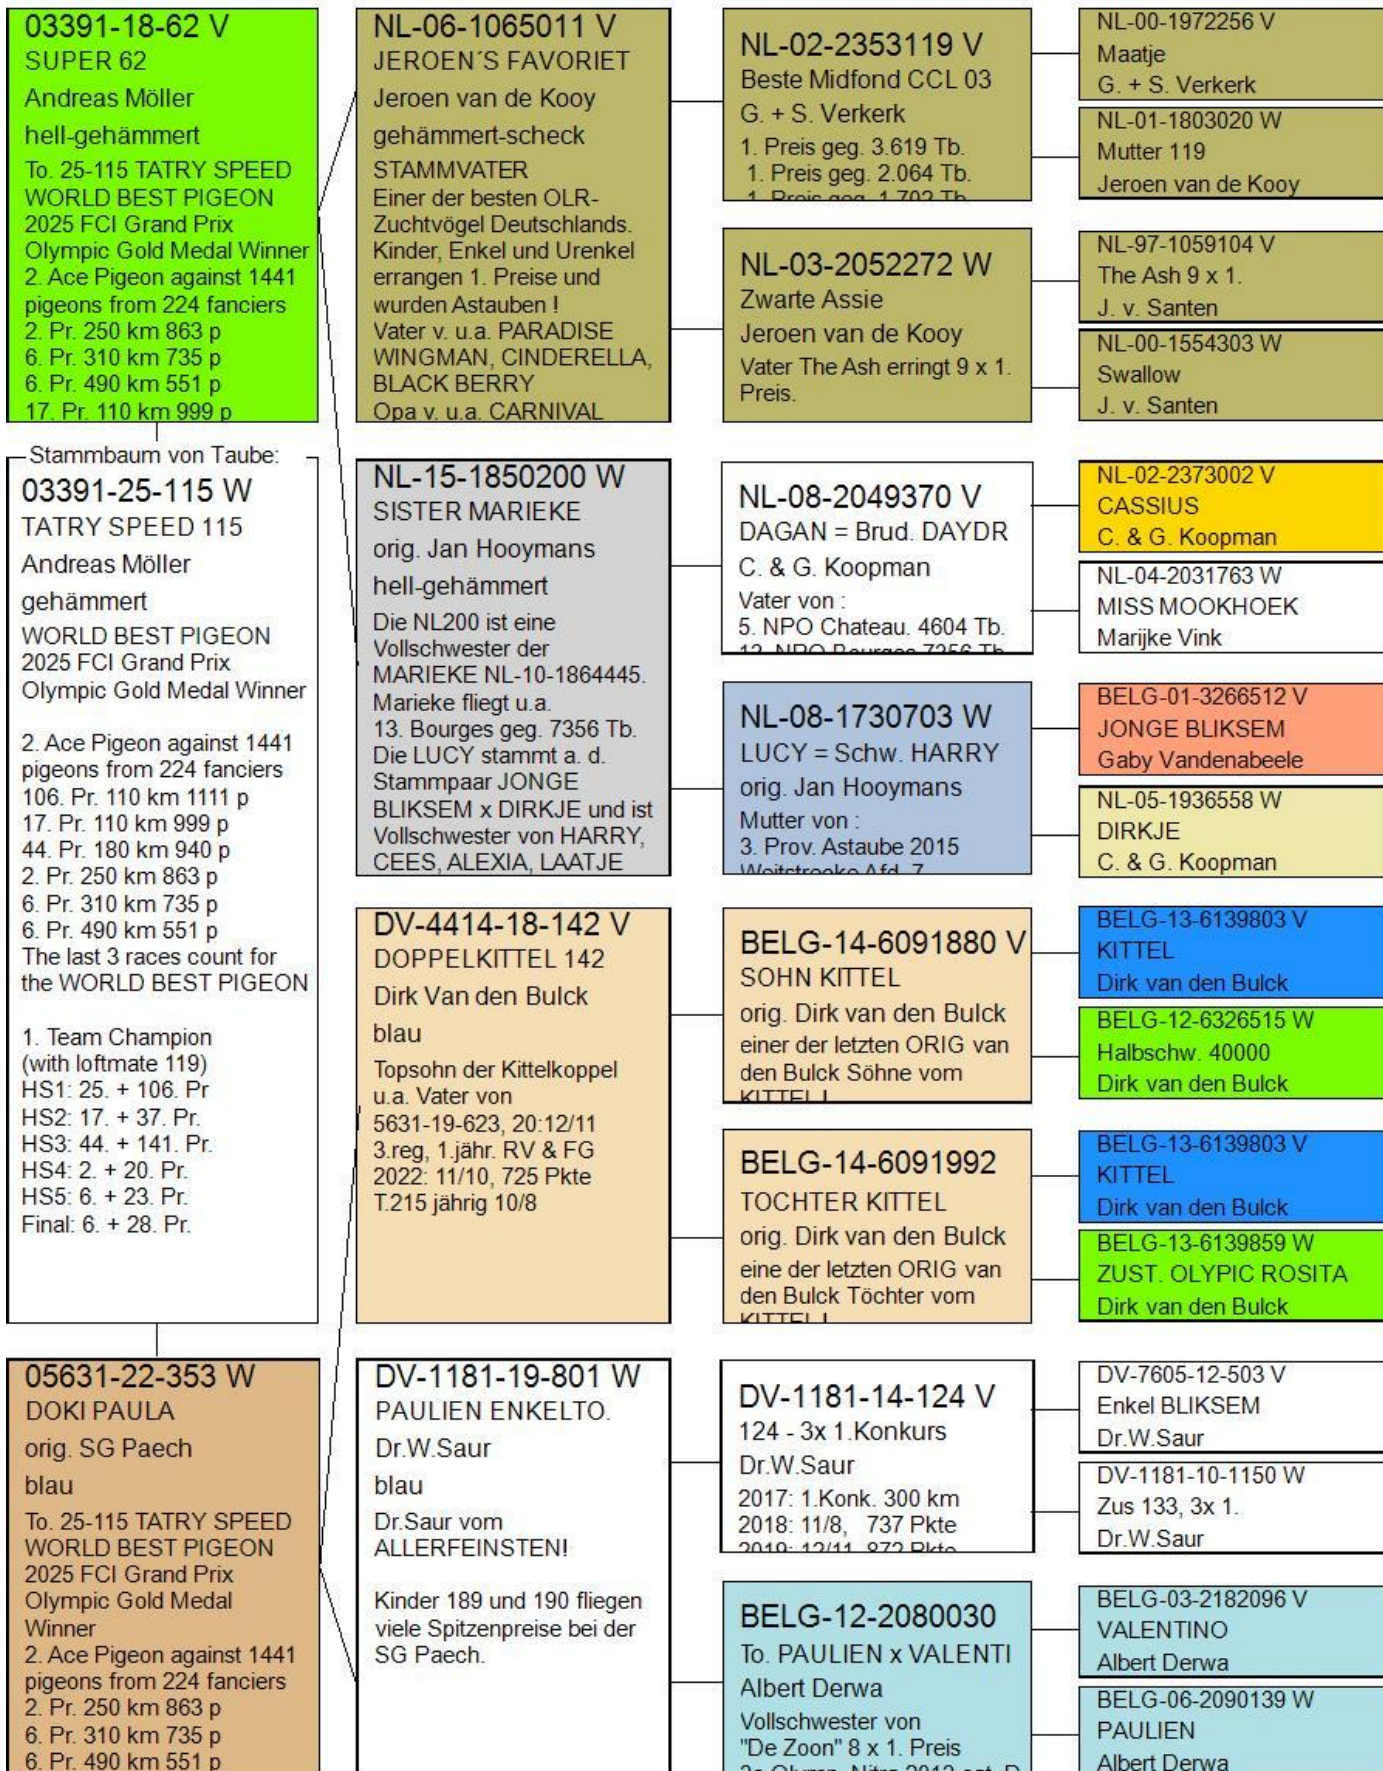 03391-18-62 V
SUPER 62
Andreas Möller
hell-gehämmert
To. 25-115 TATRY SPEED
WORLD BEST PIGEON
2025 FCI Grand Prix
Olympic Gold Medal Winner
2. Ace Pigeon against 1441
pigeons from 224 fanciers
2. Pr. 250 km 863 p
6. Pr. 310 km 735 p
6. Pr. 490 km 551 p
17. Pr. 110 km 999 p
Stammbaum von Taube:
03391-25-115 W
TATRY SPEED 115
Andreas Möller
gehämmert
WORLD BEST PIGEON
2025 FCI Grand Prix
Olympic Gold Medal Winner
2. Ace Pigeon against 1441
pigeons from 224 fanciers
106. Pr. 110 km 1111 p
17. Pr. 110 km 999 p
44. Pr. 180 km 940 p
2. Pr. 250 km 863 p
6. Pr. 310 km 735 p
6. Pr. 490 km 551 p
The last 3 races count for
the WORLD BEST PIGEON
1. Team Champion
(with loftmate 119)
HS1: 25. + 106. Pr
HS2: 17. + 37. Pr.
HS3: 44. + 141. Pr.
HS4: 2. + 20. Pr.
HS5: 6. + 23. Pr.
Final: 6. + 28. Pr.
05631-22-353 W
DOKI PAULA
orig. SG Paech
blau
To. 25-115 TATRY SPEED
WORLD BEST PIGEON
2025 FCI Grand Prix
Olympic Gold Medal
Winner
2. Ace Pigeon against 1441
pigeons from 224 fanciers
2. Pr. 250 km 863 p
6. Pr. 310 km 735 p
6. Pr. 490 km 551 p
NL-06-1065011 V
JEROEN´S FAVORIET
Jeroen van de Kooy
gehämmert-scheck
STAMMVATER
Einer der besten OLR-
Zuchtvögel Deutschlands.
Kinder, Enkel und Urenkel
errangen 1. Preise und
wurden Astauben !
Vater v. u.a. PARADISE
WINGMAN, CINDERELLA,
BLACK BERRY
Opa v. u.a. CARNIVAL
NL-15-1850200 W
SISTER MARIEKE
orig. Jan Hooymans
hell-gehämmert
Die NL200 ist eine
Vollschwester der
MARIEKE NL-10-1864445.
Marieke fliegt u.a.
13. Bourges geg. 7356 Tb.
Die LUCY stammt a. d.
Stammpaar JONGE
BLIKSEM x DIRKJE und ist
Vollschwester von HARRY,
CEES, ALEXIA, LAATJE
DV-4414-18-142 V
DOPPELKITTEL 142
Dirk Van den Bulck
blau
Topsohn der Kittelkoppel
u.a. Vater von
5631-19-623, 20:12/11
3.reg, 1.jähr. RV & FG
2022: 11/10, 725 Pkte
T.215 jährig 10/8
DV-1181-19-801 W
PAULIEN ENKELTO.
Dr.W.Saur
blau
Dr.Saur vom
ALLERFEINSTEN!
Kinder 189 und 190 fliegen
viele Spitzenpreise bei der
SG Paech.
NL-02-2353119 V
Beste Midfond CCL 03
G. + S. Verkerk
1. Preis geg. 3.619 Tb.
1. Preis geg. 2.064 Tb.
1. Preis geg. 1.702 Tb.
NL-03-2052272 W
Zwarte Assie
Jeroen van de Kooy
Vater The Ash erringt 9 x 1.
Preis.
NL-08-2049370 V
DAGAN = Brud. DAYDR
C. & G. Koopman
Vater von :
5. NPO Chateau. 4604 Tb.
NPO Bourges 7356 Tb
NL-08-1730703 W
LUCY = Schw. HARRY
orig. Jan Hooymans
Mutter von :
3. Prov. Astaube 2015
Weitstrecke Afd. 7
BELG-14-6091880 V
SOHN KITTEL
orig. Dirk van den Bulck
einer der letzten ORIG van
den Bulck Söhne vom
KITTEL !
BELG-14-6091992
TOCHTER KITTEL
orig. Dirk van den Bulck
eine der letzten ORIG van
den Bulck Töchter vom
KITTEL !
DV-1181-14-124 V
124 - 3x 1.Konkurs
Dr.W.Saur
2017: 1.Konk. 300 km
2018: 11/8, 737 Pkte
2019: 12/11, 872 Pkte
BELG-12-2080030
To. PAULIEN x VALENTI
Albert Derwa
Vollschwester von
"De Zoon" 8 x 1. Preis
NL-00-1972256 V
Maatje
G. + S. Verkerk
NL-01-1803020 W
Mutter 119
Jeroen van de Kooy
NL-97-1059104 V
The Ash 9 x 1.
J. v. Santen
NL-00-1554303 W
Swallow
J. v. Santen
NL-02-2373002 V
CASSIUS
C. & G. Koopman
NL-04-2031763 W
MISS MOOKHOEK
Marijke Vink
BELG-01-3266512 V
JONGE BLIKSEM
Gaby Vandenabeele
NL-05-1936558 W
DIRKJE
C. & G. Koopman
BELG-13-6139803 V
KITTEL
Dirk van den Bulck
BELG-12-6326515 W
Halbschw. 40000
Dirk van den Bulck
BELG-13-6139803 V
KITTEL
Dirk van den Bulck
BELG-13-6139859 W
ZUST. OLYPIC ROSITA
Dirk van den Bulck
DV-7605-12-503 V
Enkel BLIKSEM
Dr.W.Saur
DV-1181-10-1150 W
Zus 133, 3x 1.
Dr.W.Saur
BELG-03-2182096 V
VALENTINO
Albert Derwa
BELG-06-2090139 W
PAULIEN
Albert Derwa